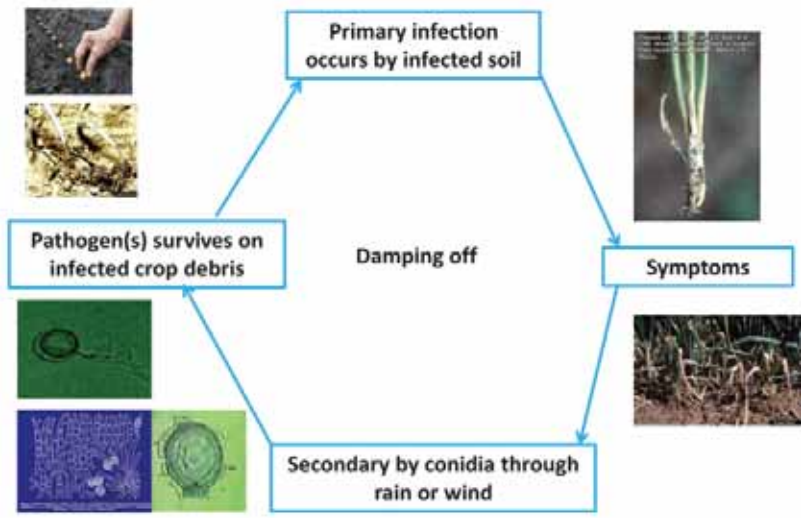 Primary infection
occurs by infected soil
Pathogen(s) survives on
infected crop debris
Damping off
Symptoms
Secondary by conidia through
rain or wind